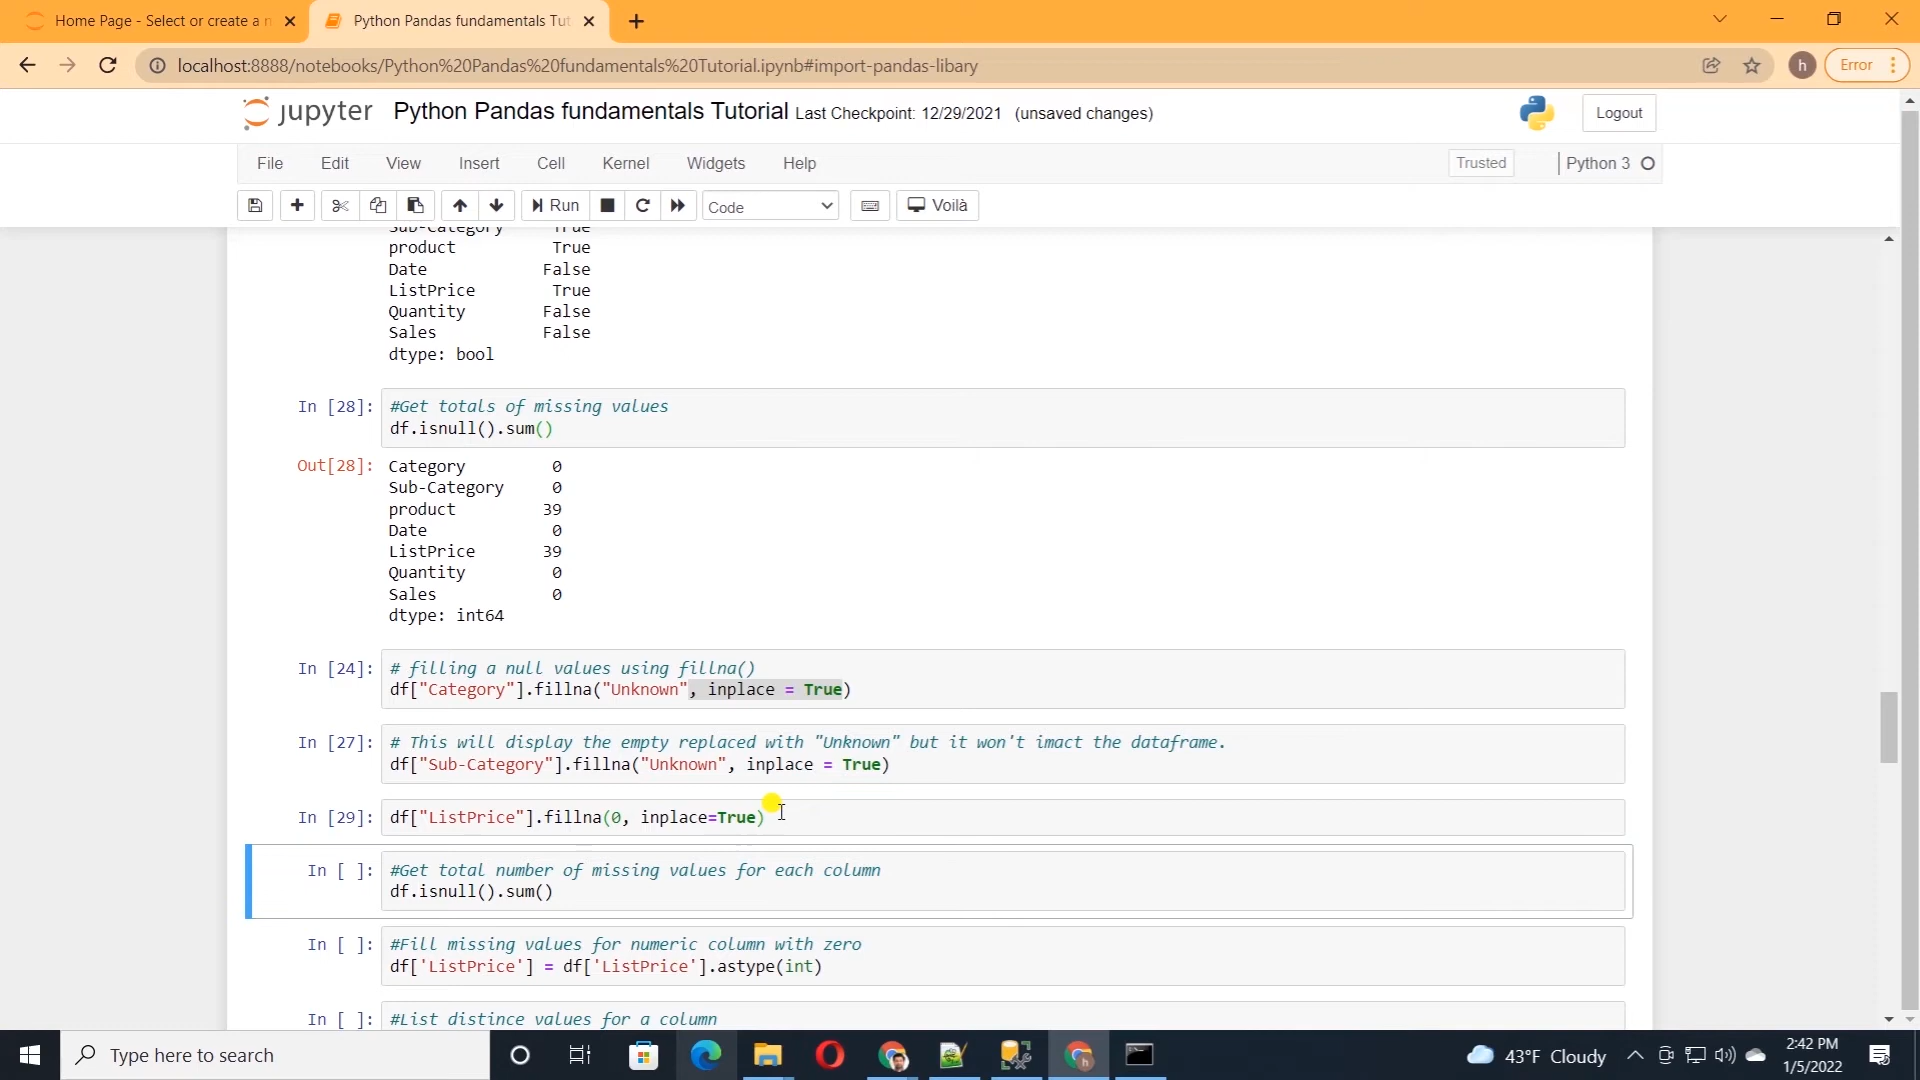 Home Page - Select or create a n
Python Pandas fundamentals Tut
localhost:8888/notebooks/Python%20Pandas%20fundamentals%20Tutorial.ipynb#import-pandas-libary
h
Error
jupyter Python Pandas fundamentals Tutorial Last Checkpoint: 12/29/2021 (unsaved changes)
Logout
File Edit View Insert Cell Kernel Widgets Help
Trusted
Python 3
Run
Code
Voilà
Sub-Category True
product True
Date False
ListPrice True
Quantity False
Sales False
dtype: bool
In [28]: #Get totals of missing values
df.isnull().sum()
Out[28]: Category 0
Sub-Category 0
product 39
Date 0
ListPrice 39
Quantity 0
Sales 0
dtype: int64
In [24]: # filling a null values using fillna()
df["Category"].fillna("Unknown", inplace = True)
In [27]: # This will display the empty replaced with "Unknown" but it won't imact the dataframe.
df["Sub-Category"].fillna("Unknown", inplace = True)
In [29]: df["ListPrice"].fillna(0, inplace=True)
In [ ]: #Get total number of missing values for each column
df.isnull().sum()
In [ ]: #Fill missing values for numeric column with zero
df['ListPrice'] = df['ListPrice'].astype(int)
In [ ]: #List distince values for a column
Type here to search
43°F Cloudy
2:42 PM
1/5/2022